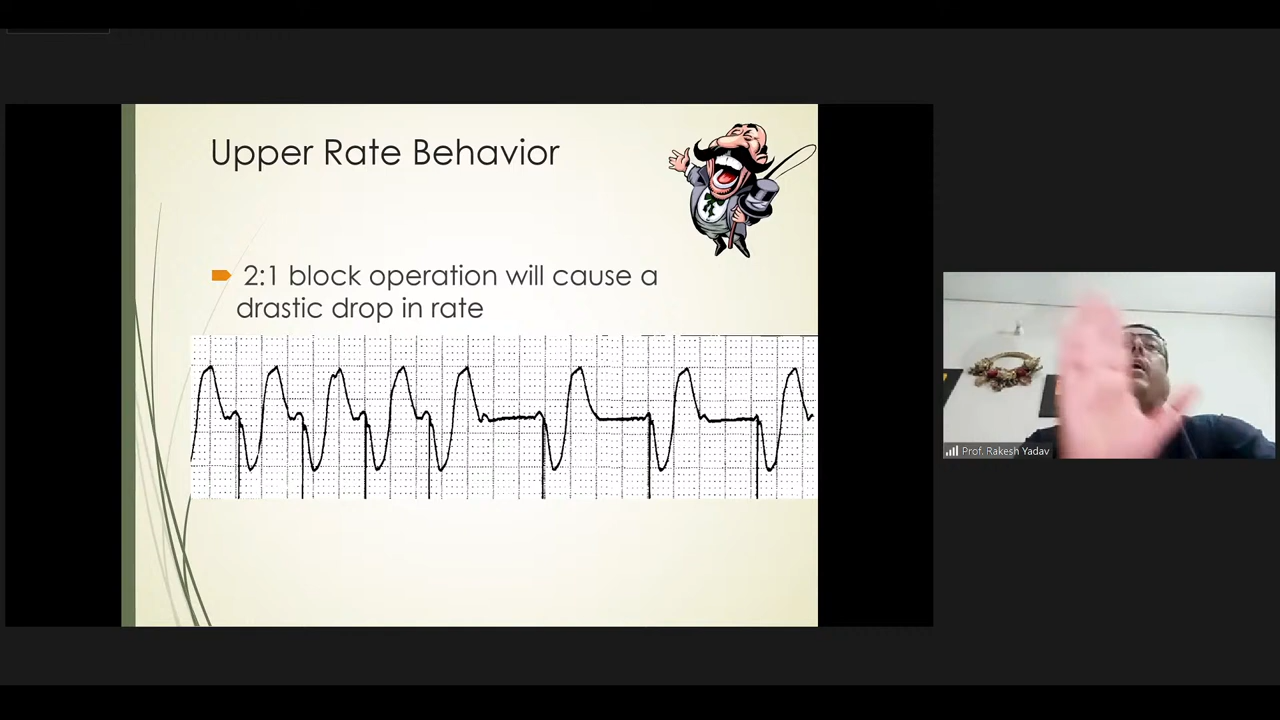 Upper Rate Behavior
2:1 block operation will cause a
drastic drop in rate
Prof. Rakesh Yadav